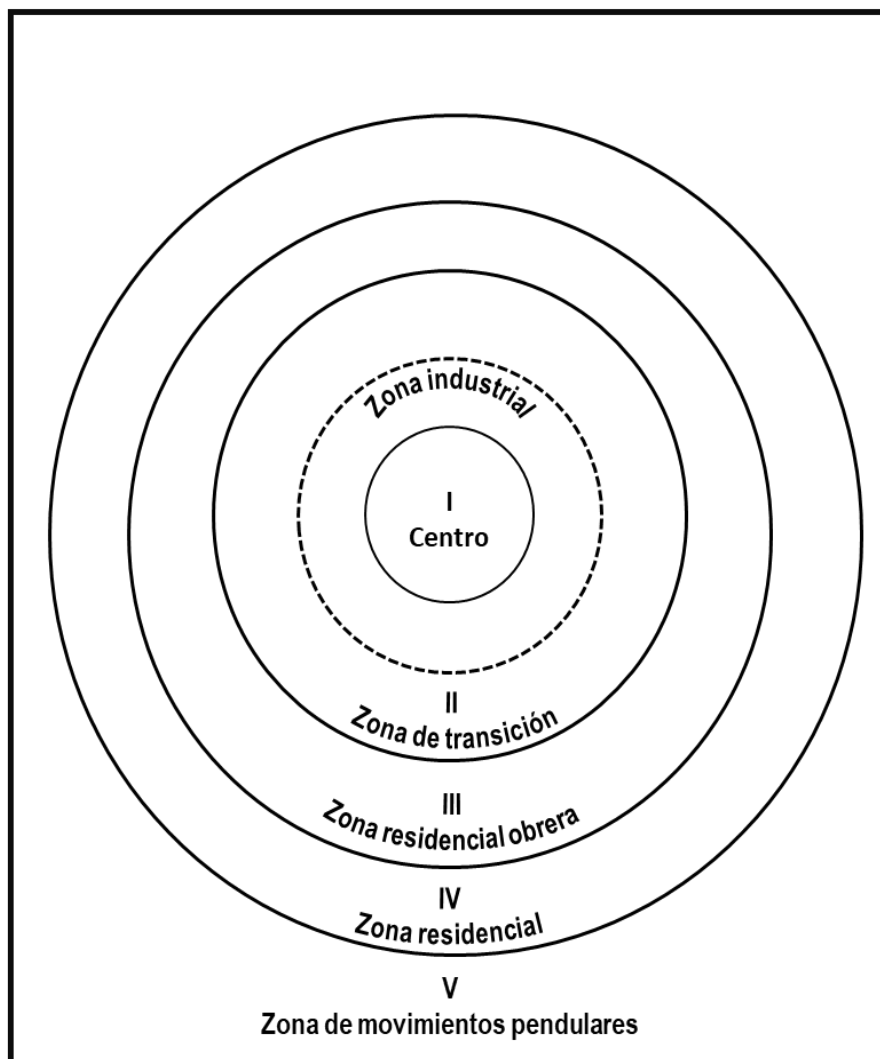 Zona industrial
I
Centro
II
Zona de transición
III
Zona residencial obrera
IV
Zona residencial
V
Zona de movimientos pendulares